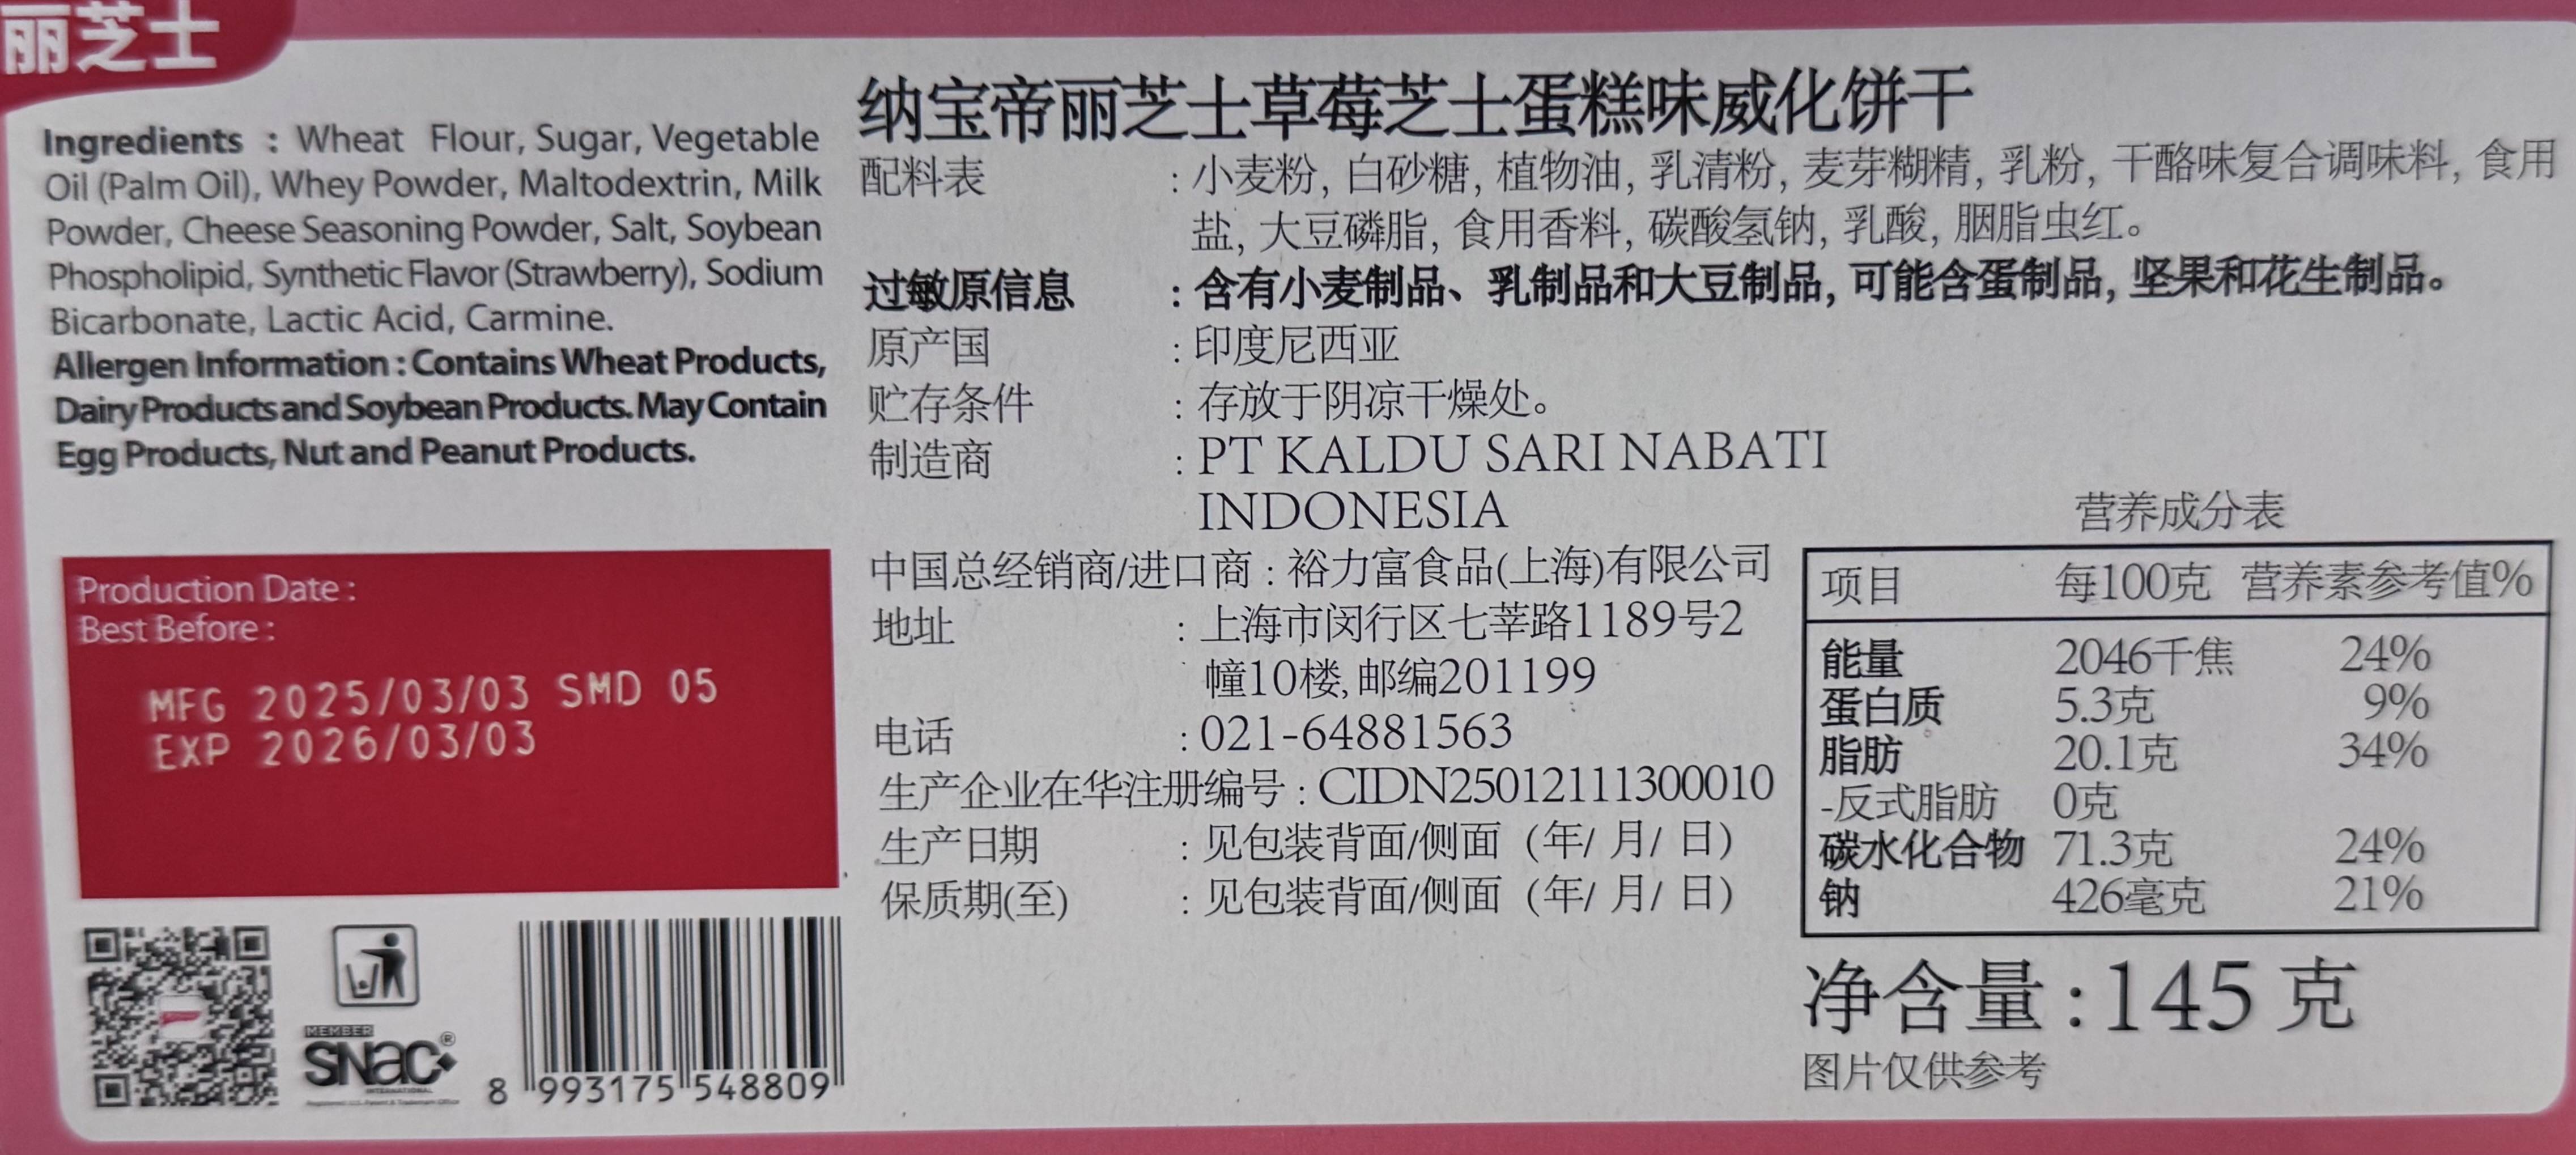 丽芝士
Ingredients : Wheat Flour, Sugar, Vegetable
Oil (Palm Oil), Whey Powder, Maltodextrin, Milk
Powder, Cheese Seasoning Powder, Salt, Soybean
Phospholipid, Synthetic Flavor (Strawberry), Sodium
Bicarbonate, Lactic Acid, Carmine.
Allergen Information : Contains Wheat Products,
Dairy Products and Soybean Products. May Contain
Egg Products, Nut and Peanut Products.
Production Date :
Best Before :
MFG 2025/03/03 SMD 05
EXP 2026/03/03
MEMBER
SNAC®
INTERNATIONAL
8 993175 548809
纳宝帝丽芝士草莓芝士蛋糕味威化饼干
配料表 : 小麦粉, 白砂糖, 植物油, 乳清粉, 麦芽糊精, 乳粉, 干酪味复合调味料, 食用
盐, 大豆磷脂, 食用香料, 碳酸氢钠, 乳酸, 胭脂虫红。
过敏原信息 : 含有小麦制品、乳制品和大豆制品, 可能含蛋制品, 坚果和花生制品。
原产国 : 印度尼西亚
贮存条件 : 存放于阴凉干燥处。
制造商 : PT KALDU SARI NABATI
INDONESIA
中国总经销商/进口商 : 裕力富食品(上海)有限公司
地址 : 上海市闵行区七莘路1189号2
幢10楼, 邮编201199
电话 : 021-64881563
生产企业在华注册编号 : CIDN25012111300010
生产日期 : 见包装背面/侧面（年/ 月/ 日）
保质期(至) : 见包装背面/侧面（年/ 月/ 日）
营养成分表
项目 每100克 营养素参考值%
能量 2046千焦 24%
蛋白质 5.3克 9%
脂肪 20.1克 34%
-反式脂肪 0克
碳水化合物 71.3克 24%
钠 426毫克 21%
净含量 : 145 克
图片仅供参考